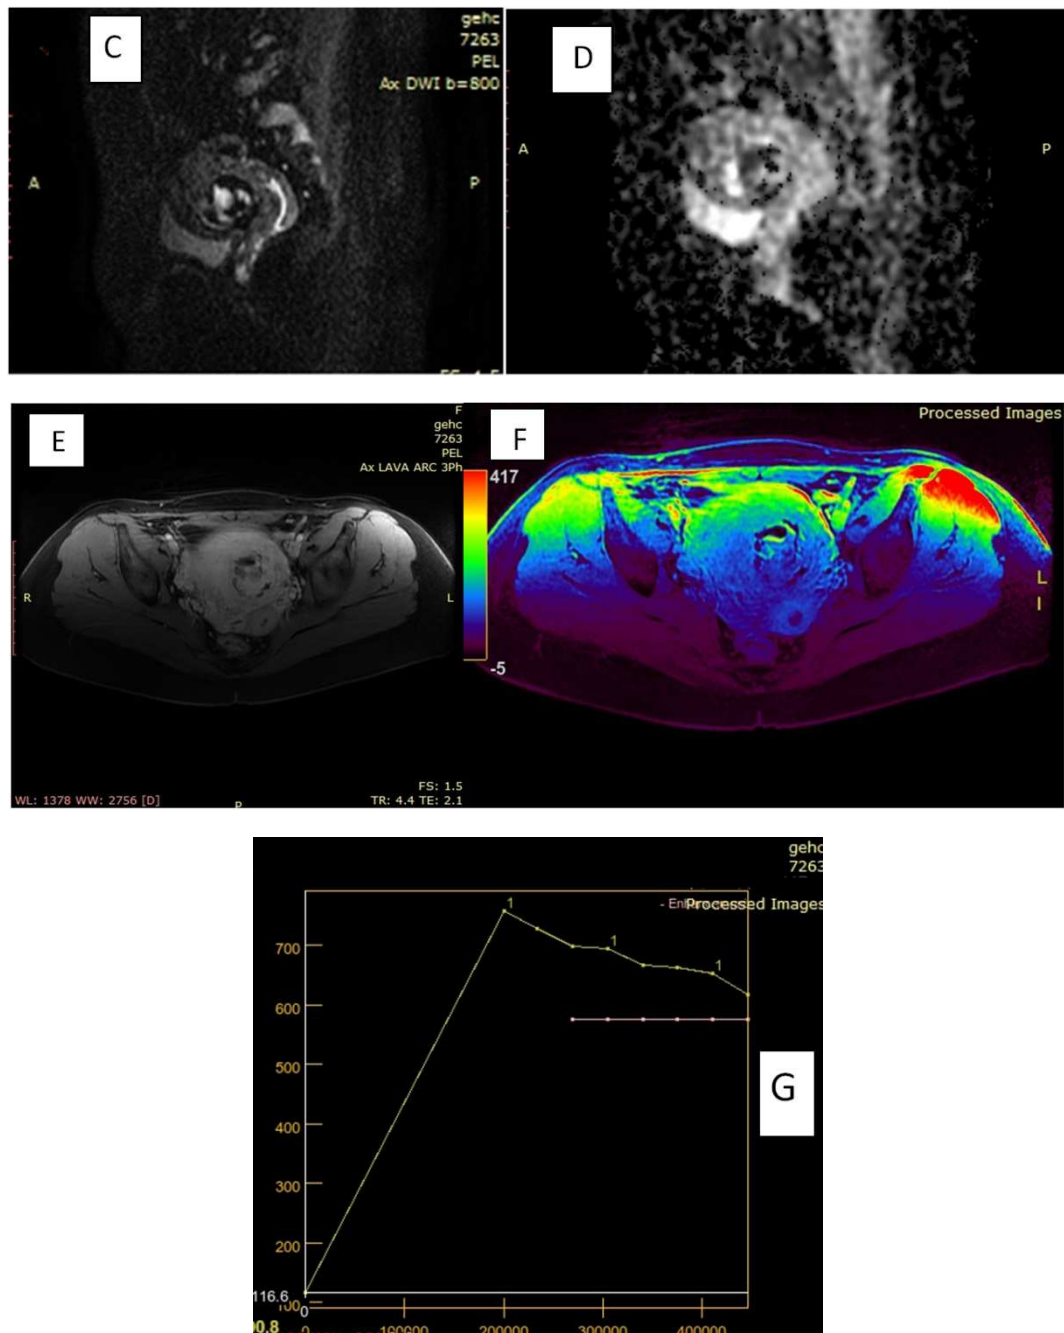 C
gehc
7263
PEL
Ax DWI b=800
A
P
D
A
P
E
F
gehc
7263
PEL
Ax LAVA ARC 3Ph
R
L
WL: 1378 WW: 2756 [D]
FS: 1.5
TR: 4.4 TE: 2.1
F
Processed Images
417
-5
L
I
gehc
7263
Processed Images
1
1
1
700
600
500
400
300
200
116.6
0
200000
300000
400000
G